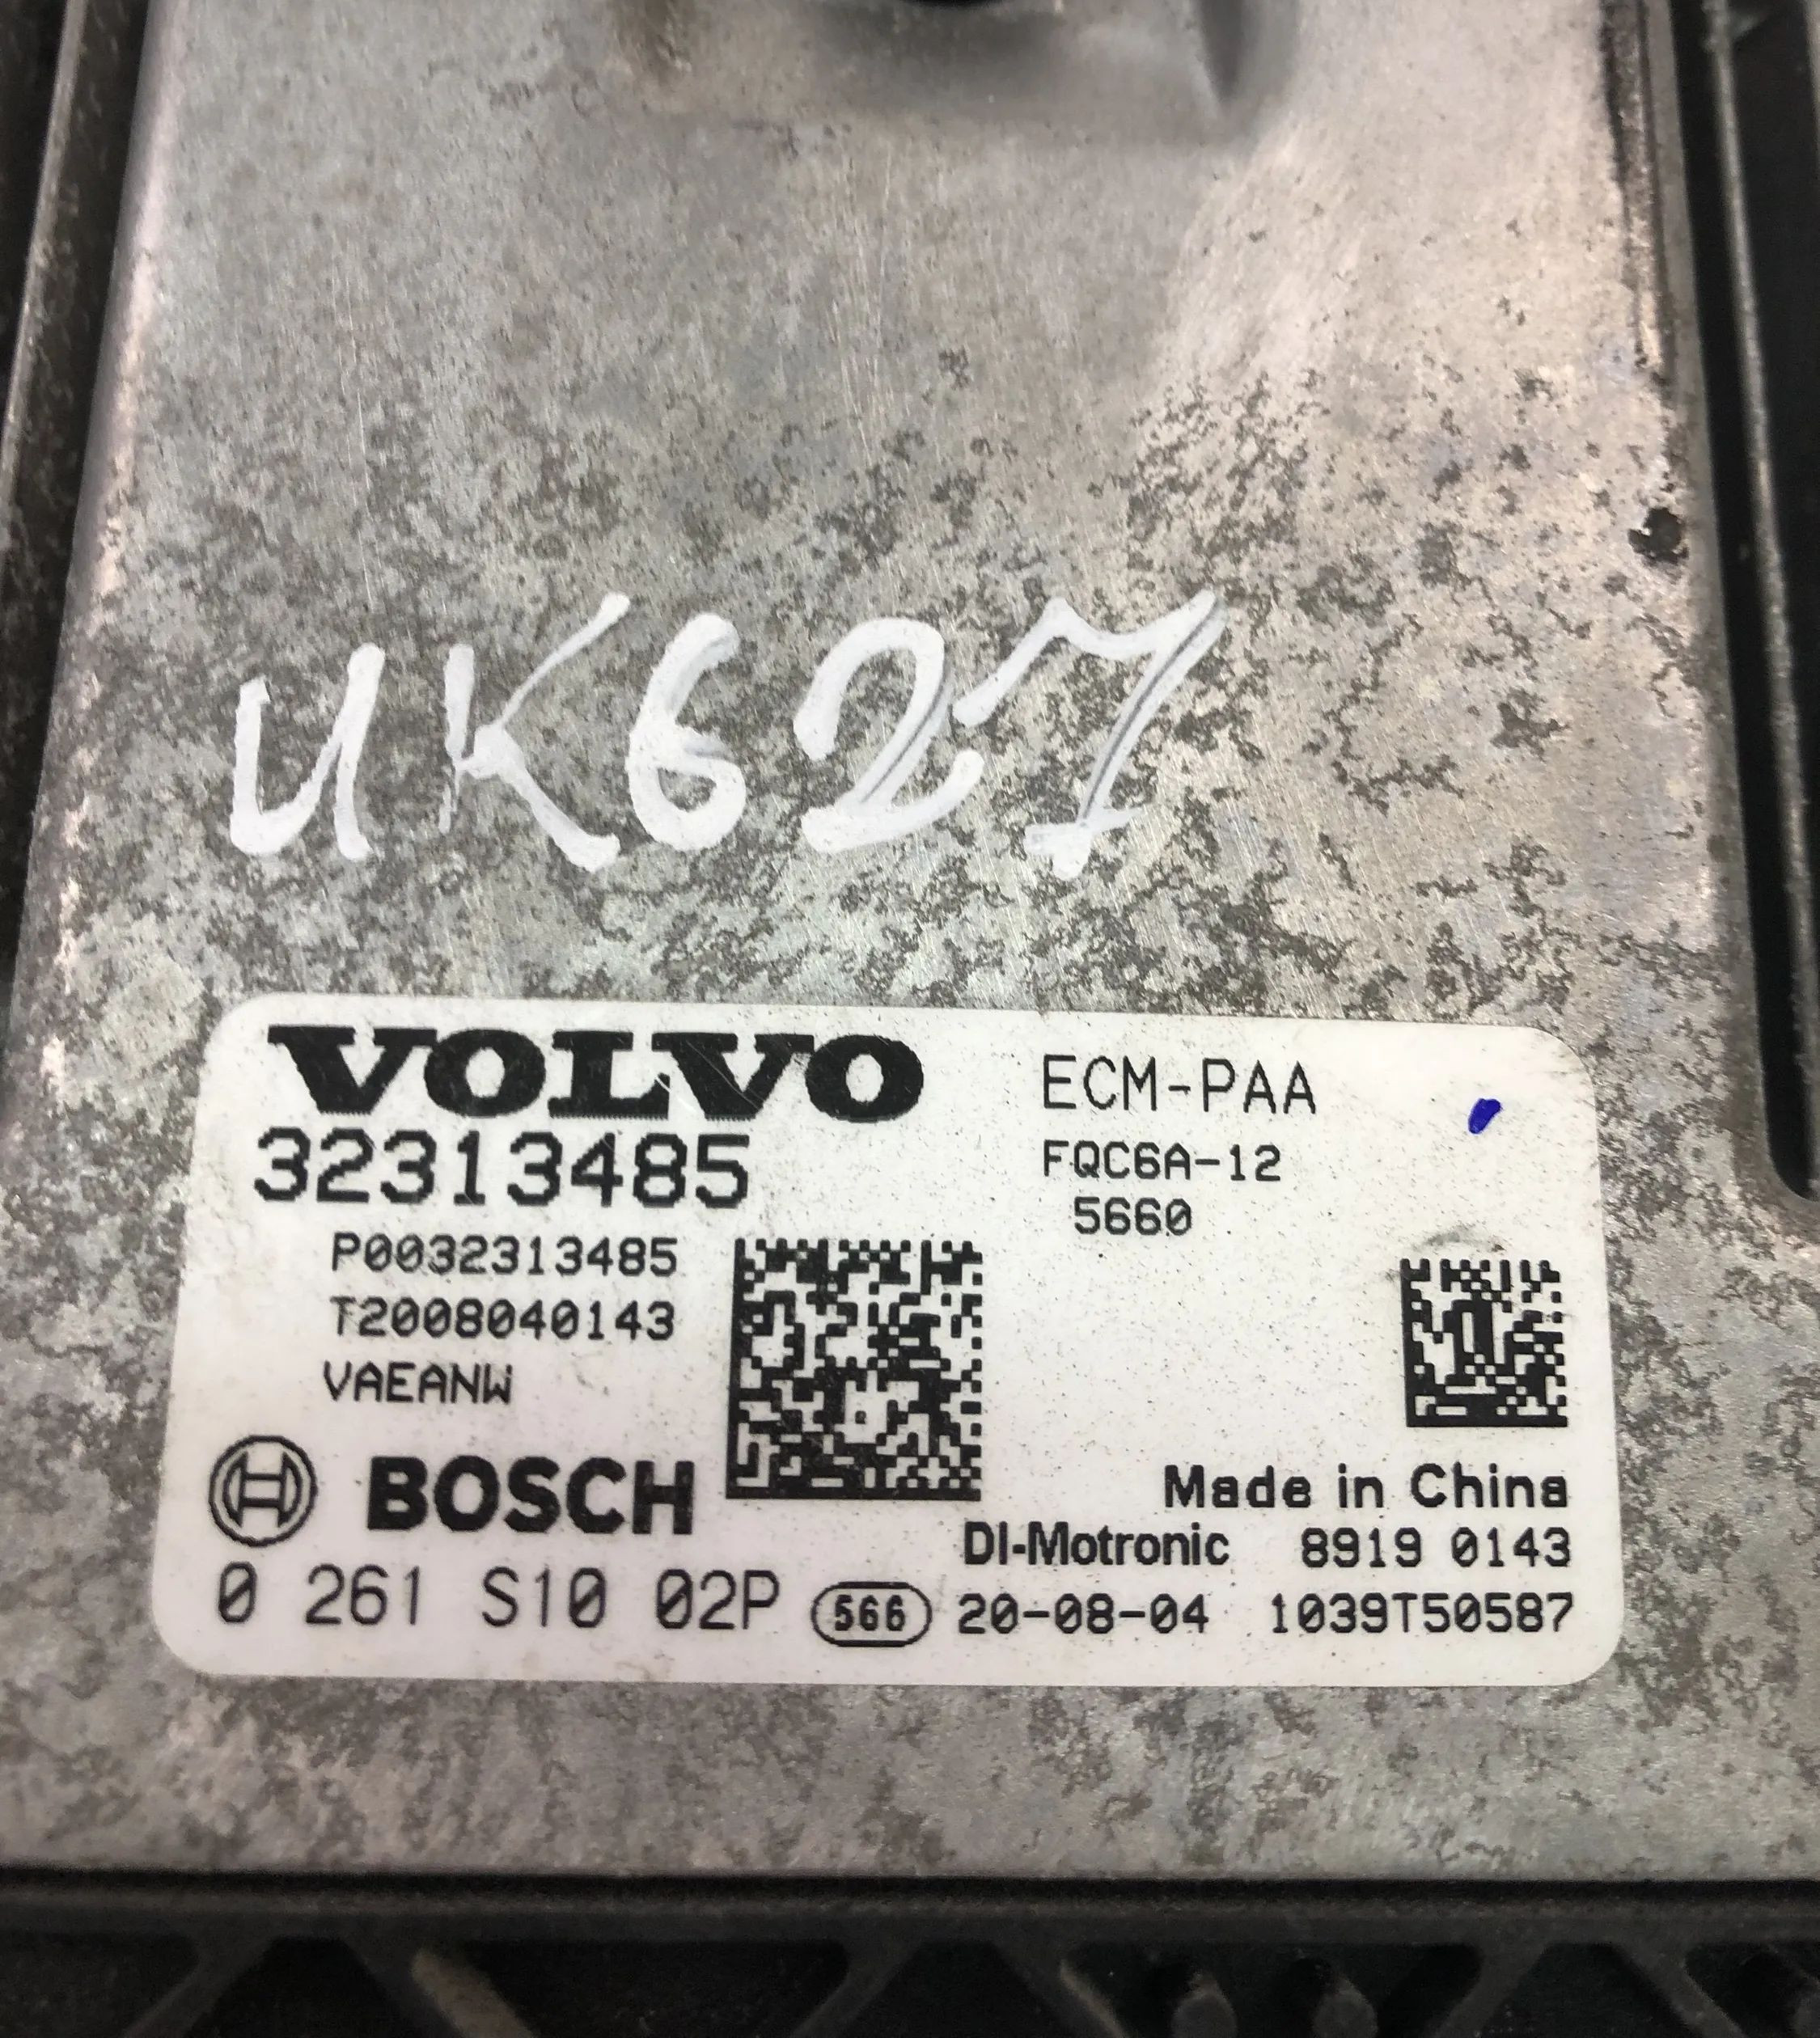 UK627
VOLVO
ECM-PAA
32313485
FQC6A-12
5660
P0032313485
T2008040143
VAEANW
BOSCH
Made in China
DI-Motronic 8919 0143
0 261 S10 02P 566 20-08-04 1039T50587